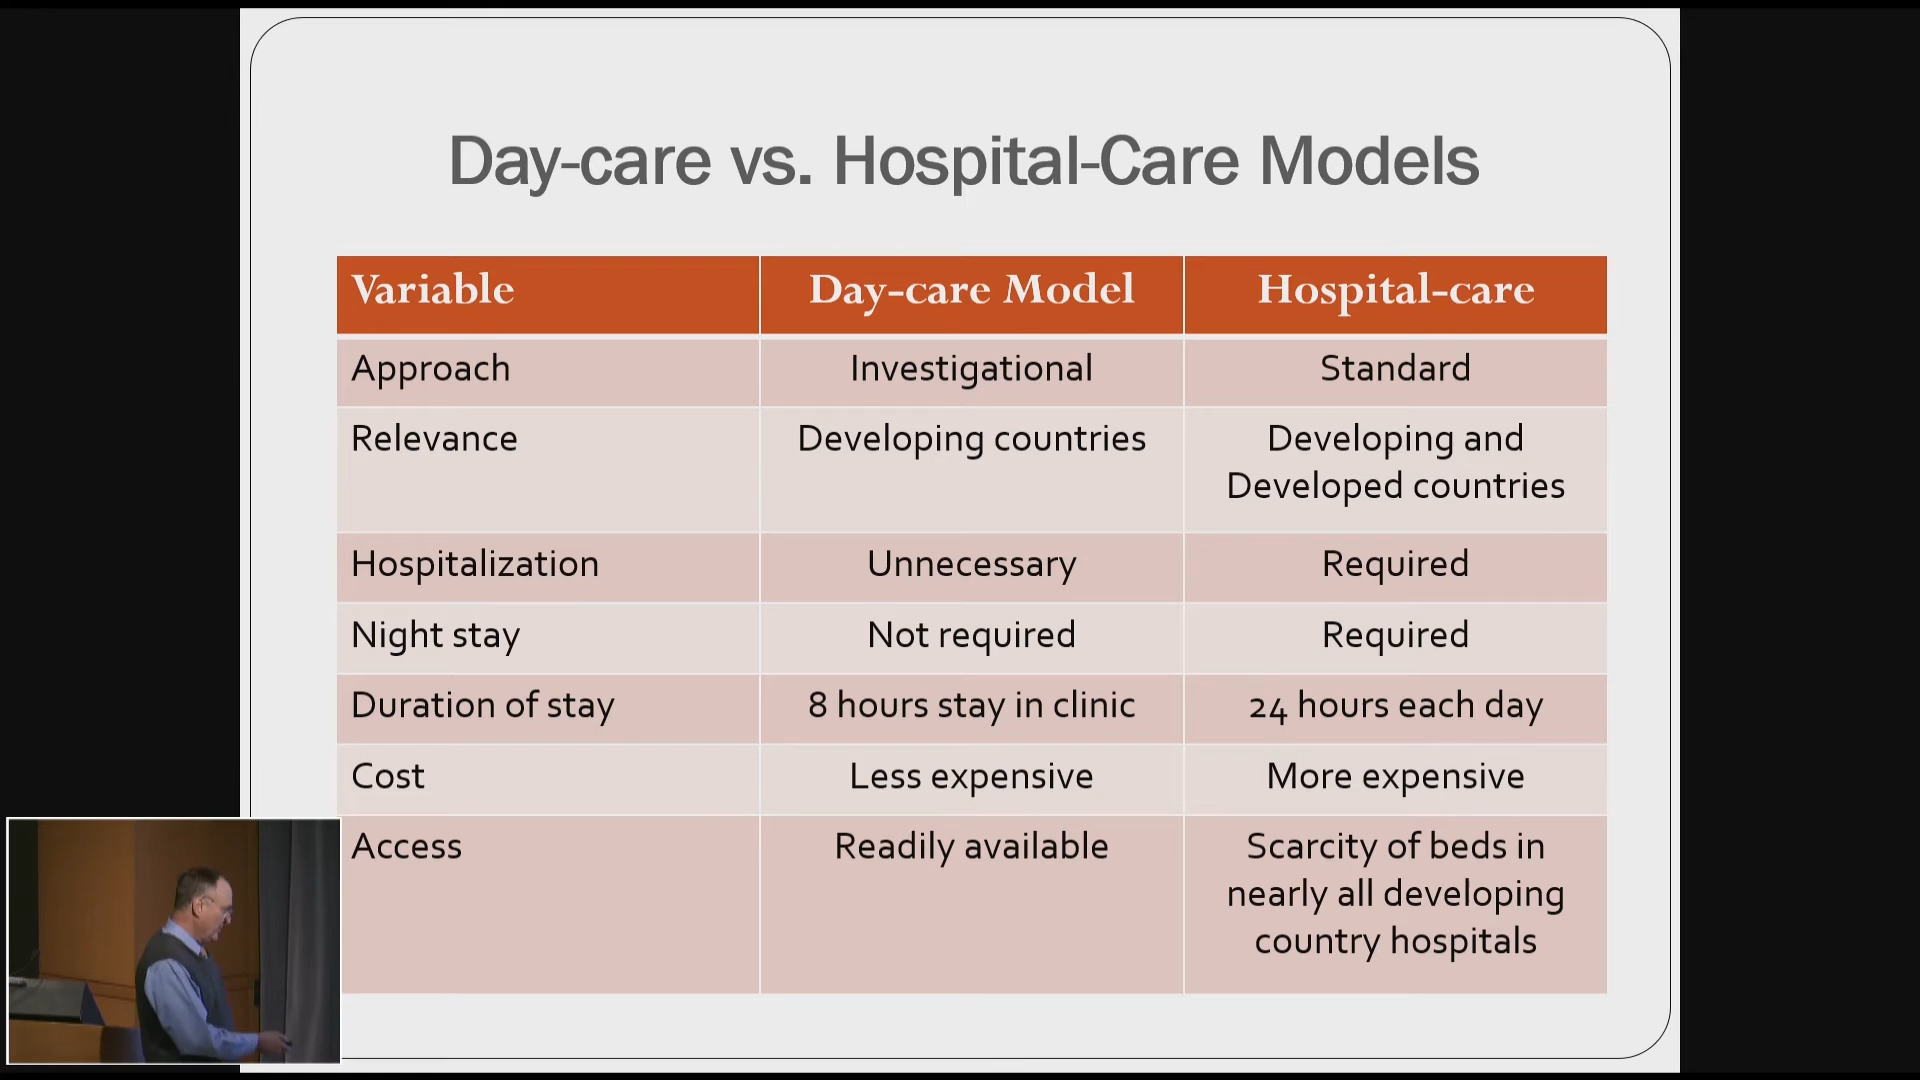 Day-care vs. Hospital-Care Models
Variable Day-care Model Hospital-care
Approach Investigational Standard
Relevance Developing countries Developing and
Developed countries
Hospitalization Unnecessary Required
Night stay Not required Required
Duration of stay 8 hours stay in clinic 24 hours each day
Cost Less expensive More expensive
Access Readily available Scarcity of beds in
nearly all developing
country hospitals